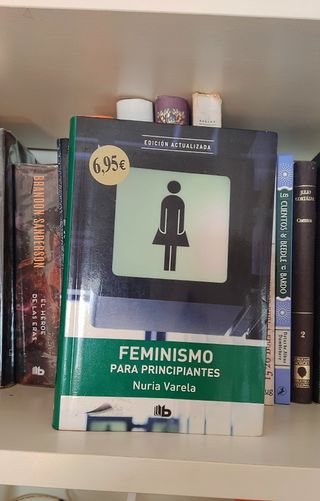 EDICIÓN ACTUALIZADA
6,95€
FEMINISMO
PARA PRINCIPIANTES
Nuria Varela
b
BRANDON SANDERSON
EL HÉROE
DE LAS ERAS
b
LOS
CUENTOS DE BEEDLE EL
BARDO
JULIO
CORTÁZAR
Cuentos
2